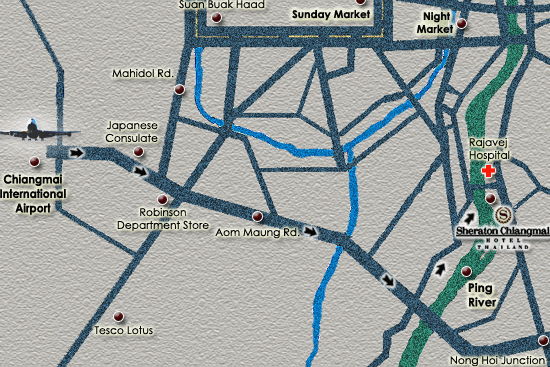 Suan Buak Haad
Sunday Market
Night
Market
Mahidol Rd.
Japanese
Consulate
Rajavej
Hospital
Chiangmai
International
Airport
Robinson
Department Store
Aom Maung Rd.
S
Sheraton Chiangmai
HOTEL
THAILAND
Ping
River
Tesco Lotus
Nong Hoi Junction